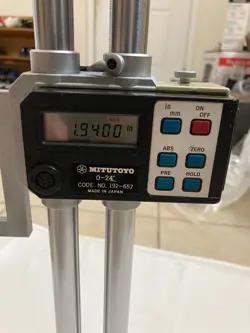 in
mm
ON
OFF
1.9400 in
ABS
ZERO
PRE
HOLD
MITUTOYO
0-24"
CODE NO. 192-657
MADE IN JAPAN